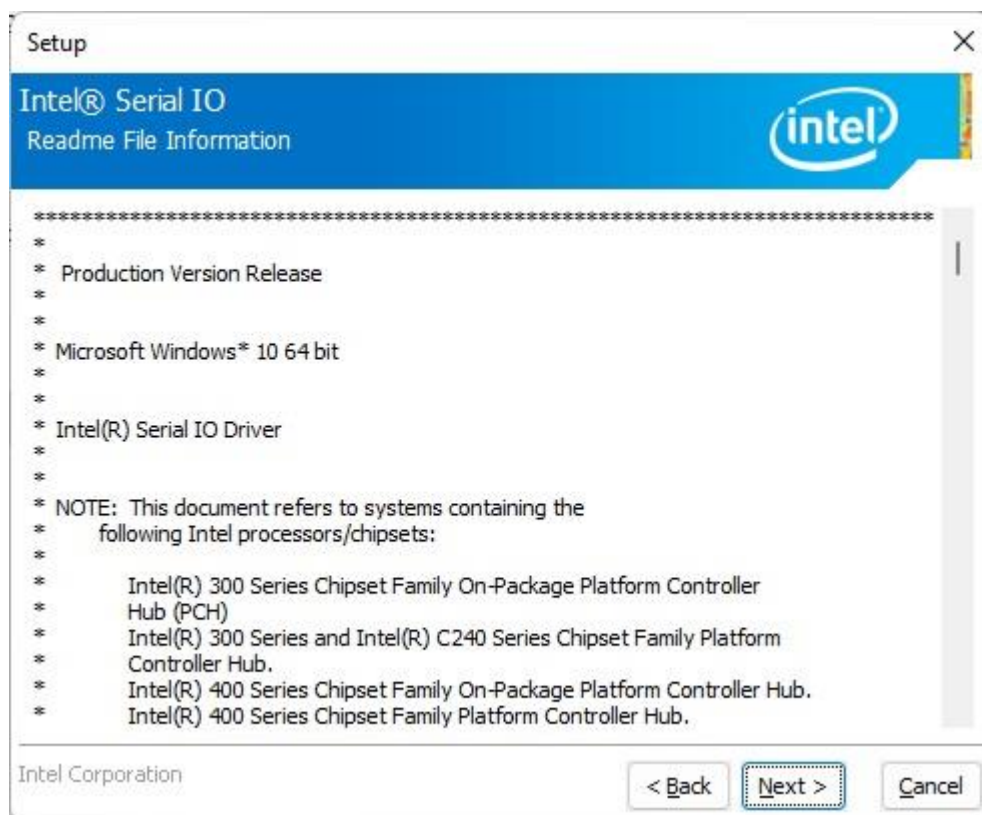 Setup
Intel® Serial IO
Readme File Information
intel
***************************************************************************
*
* Production Version Release
*
*
* Microsoft Windows* 10 64 bit
*
*
* Intel(R) Serial IO Driver
*
*
* NOTE: This document refers to systems containing the
* following Intel processors/chipsets:
*
* Intel(R) 300 Series Chipset Family On-Package Platform Controller
* Hub (PCH)
* Intel(R) 300 Series and Intel(R) C240 Series Chipset Family Platform
* Controller Hub.
* Intel(R) 400 Series Chipset Family On-Package Platform Controller Hub.
* Intel(R) 400 Series Chipset Family Platform Controller Hub.
Intel Corporation
< Back Next > Cancel